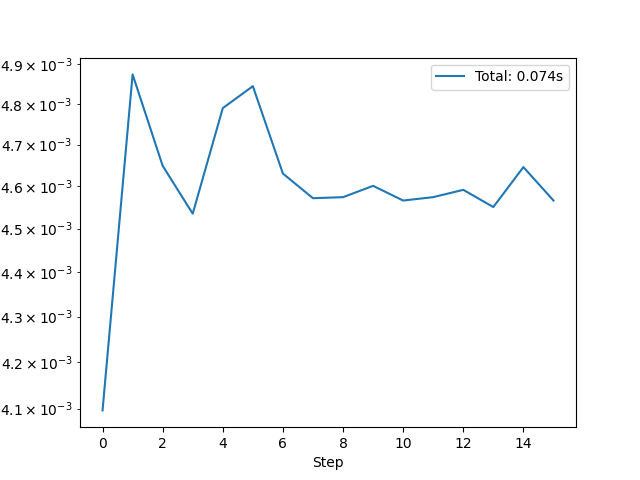 Total: 0.074s
4.9 × 10⁻³
4.8 × 10⁻³
4.7 × 10⁻³
4.6 × 10⁻³
4.5 × 10⁻³
4.4 × 10⁻³
4.3 × 10⁻³
4.2 × 10⁻³
4.1 × 10⁻³
0 2 4 6 8 10 12 14
Step